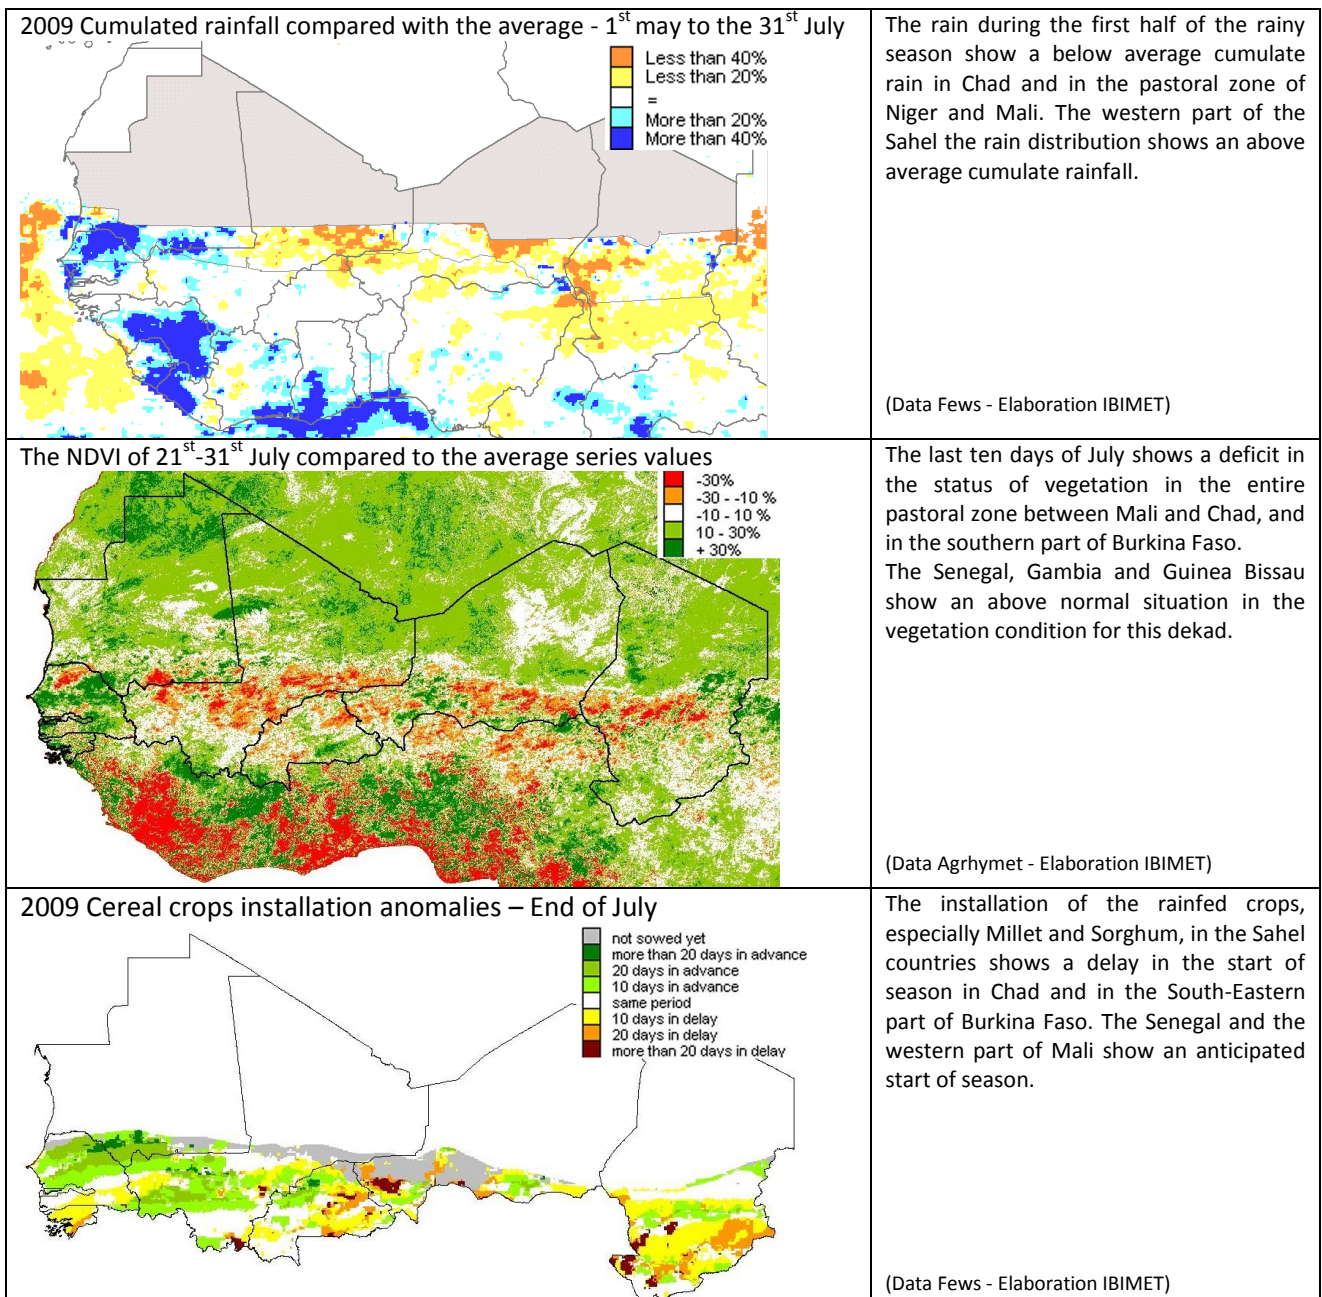 2009 Cumulated rainfall compared with the average - 1st may to the 31st July
Less than 40%
Less than 20%
=
More than 20%
More than 40%
The rain during the first half of the rainy
season show a below average cumulate
rain in Chad and in the pastoral zone of
Niger and Mali. The western part of the
Sahel the rain distribution shows an above
average cumulate rainfall.
(Data Fews - Elaboration IBIMET)
The NDVI of 21st-31st July compared to the average series values
-30%
-30 - -10 %
-10 - 10 %
10 - 30%
+ 30%
The last ten days of July shows a deficit in
the status of vegetation in the entire
pastoral zone between Mali and Chad, and
in the southern part of Burkina Faso.
The Senegal, Gambia and Guinea Bissau
show an above normal situation in the
vegetation condition for this dekad.
(Data Agrhymet - Elaboration IBIMET)
2009 Cereal crops installation anomalies – End of July
not sowed yet
more than 20 days in advance
20 days in advance
10 days in advance
same period
10 days in delay
20 days in delay
more than 20 days in delay
The installation of the rainfed crops,
especially Millet and Sorghum, in the Sahel
countries shows a delay in the start of
season in Chad and in the South-Eastern
part of Burkina Faso. The Senegal and the
western part of Mali show an anticipated
start of season.
(Data Fews - Elaboration IBIMET)